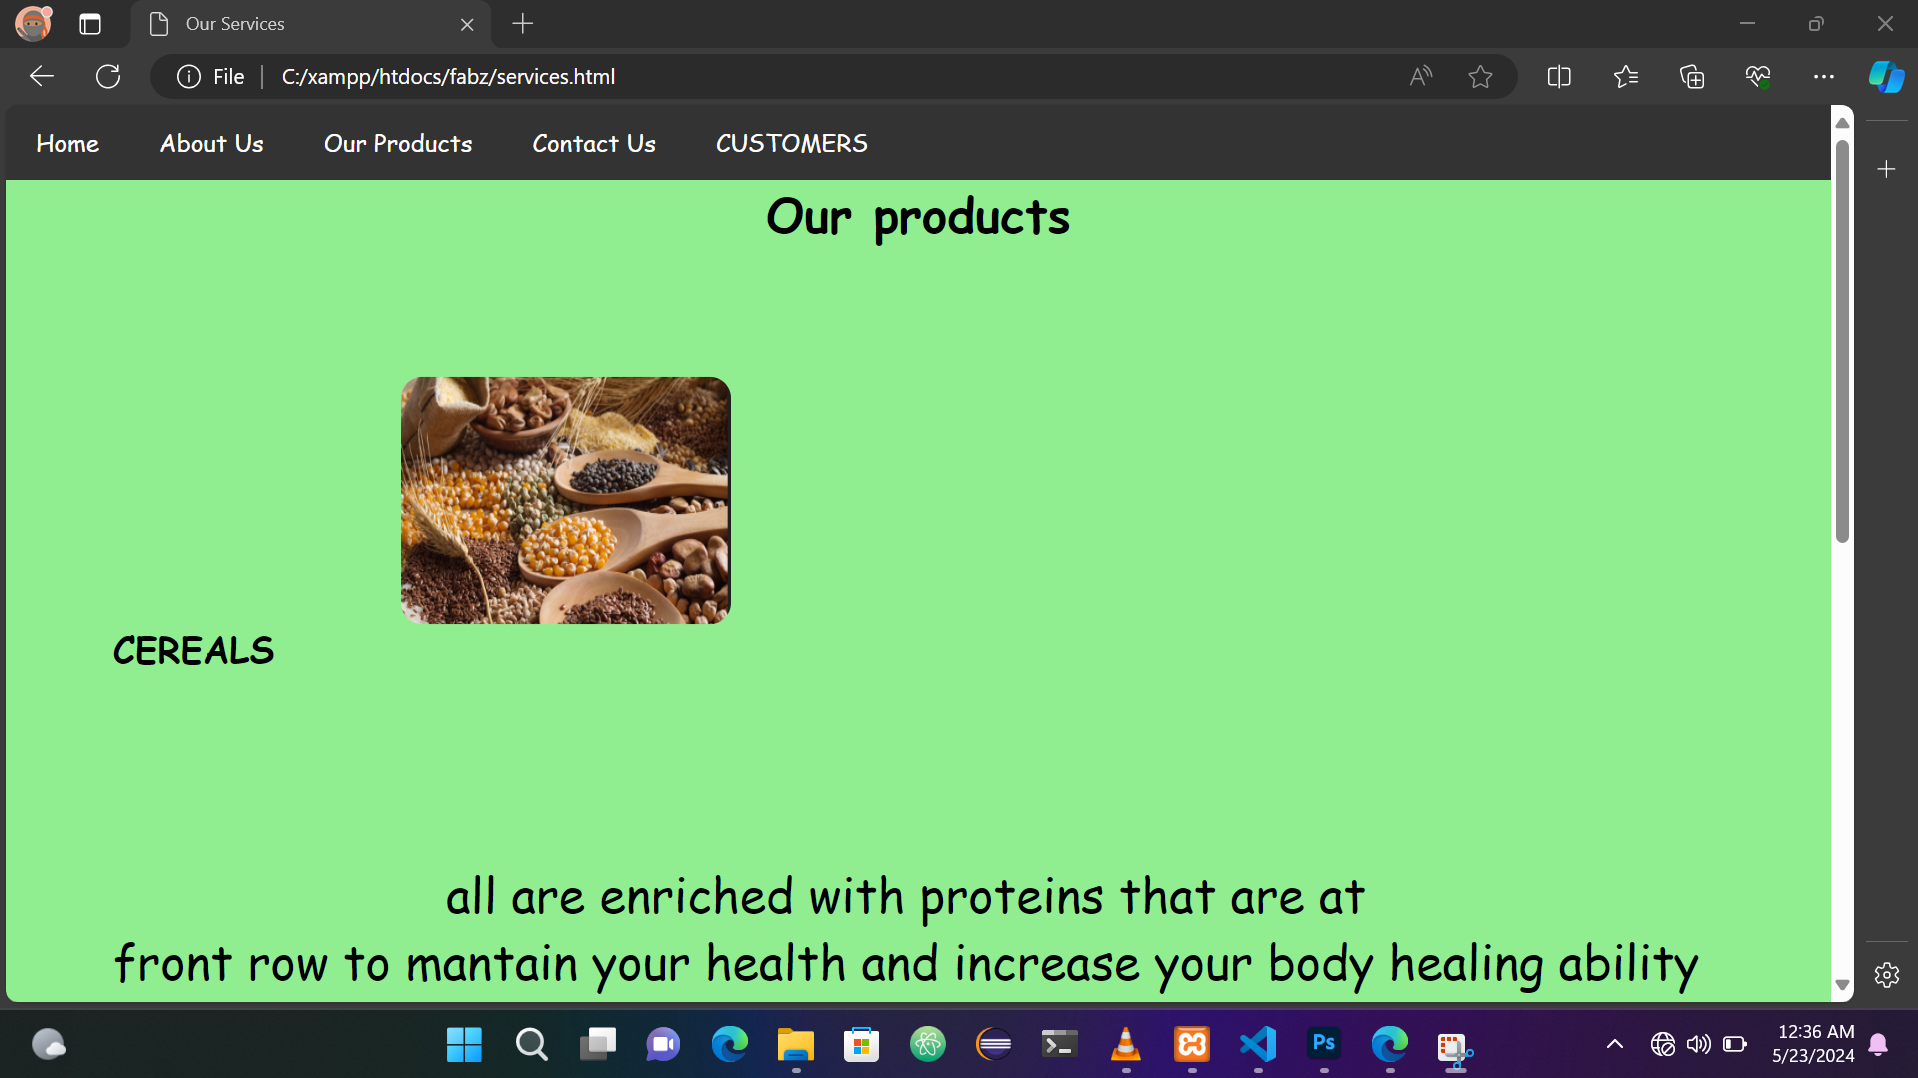 Our Services
File
C:/xampp/htdocs/fabz/services.html
Home About Us Our Products Contact Us CUSTOMERS
Our products
CEREALS
all are enriched with proteins that are at
front row to mantain your health and increase your body healing ability
Ps
12:36 AM
5/23/2024